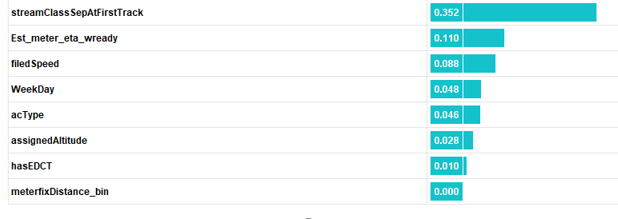 streamClassSepAtFirstTrack 0.352
Est_meter_eta_wready 0.110
filedSpeed 0.088
WeekDay 0.048
acType 0.046
assignedAltitude 0.028
hasEDCT 0.010
meterfixDistance_bin 0.000